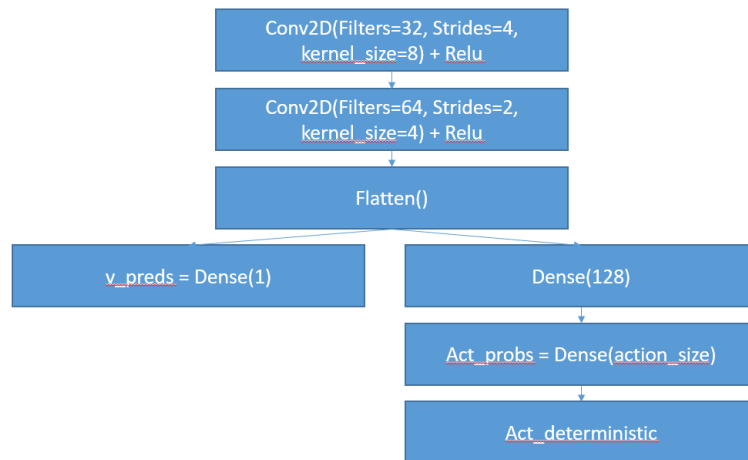 Conv2D(Filters=32, Strides=4,
kernel_size=8) + Relu
Conv2D(Filters=64, Strides=2,
kernel_size=4) + Relu
Flatten()
v_preds = Dense(1)
Dense(128)
Act_probs = Dense(action_size)
Act_deterministic